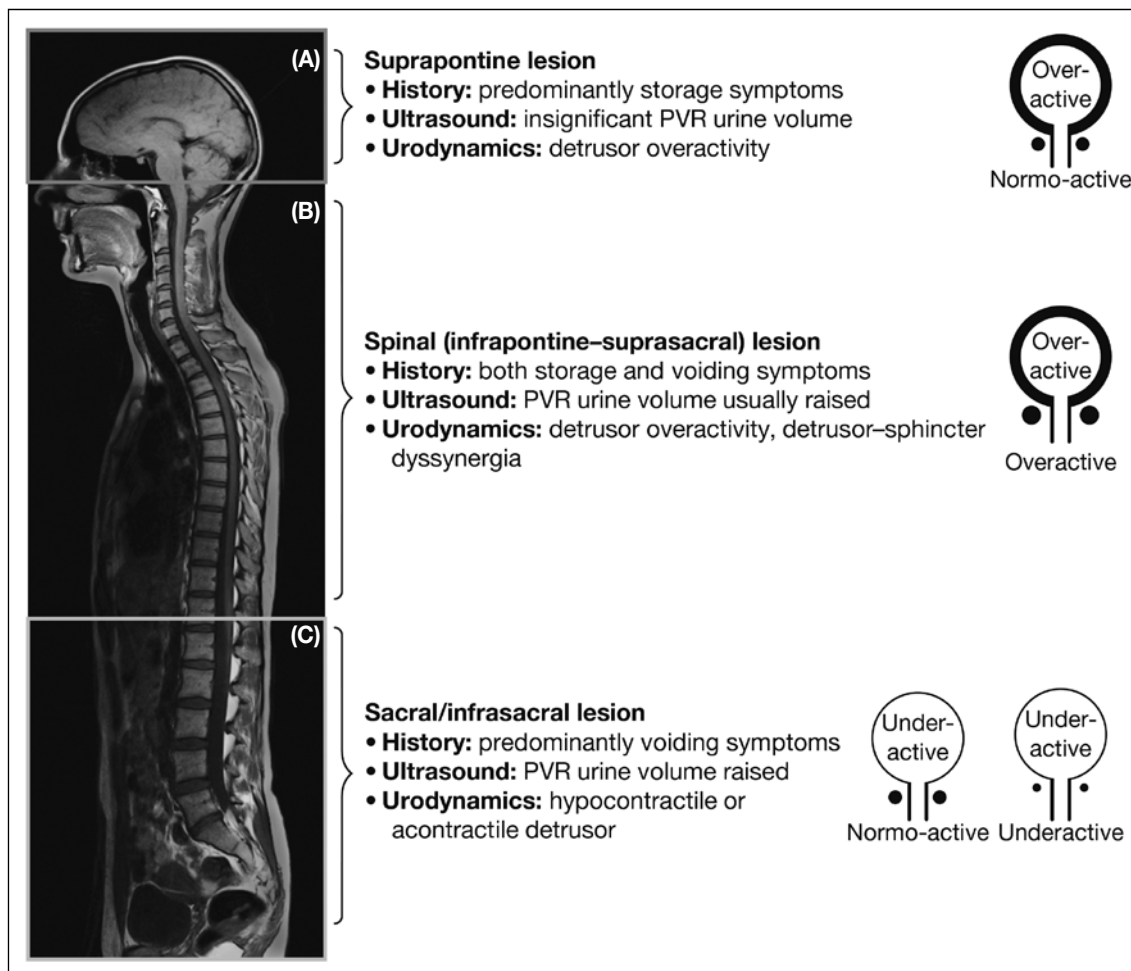 (A)
Suprapontine lesion
• History: predominantly storage symptoms
• Ultrasound: insignificant PVR urine volume
• Urodynamics: detrusor overactivity
Over-
active
Normo-active
(B)
Spinal (infrapontine–suprasacral) lesion
• History: both storage and voiding symptoms
• Ultrasound: PVR urine volume usually raised
• Urodynamics: detrusor overactivity, detrusor–sphincter
dyssynergia
Over-
active
Overactive
(C)
Sacral/infrasacral lesion
• History: predominantly voiding symptoms
• Ultrasound: PVR urine volume raised
• Urodynamics: hypocontractile or
acontractile detrusor
Under-
active
Normo-active
Under-
active
Underactive